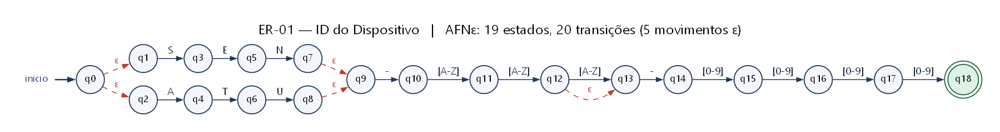 ER-01 — ID do Dispositivo | AFNε: 19 estados, 20 transições (5 movimentos ε)
q1 S q3 E q5 N q7
ε ε
início q0 q9 - q10 [A-Z] q11 [A-Z] q12 [A-Z] q13 - q14 [0-9] q15 [0-9] q16 [0-9] q17 [0-9] q18
ε ε ε
q2 A q4 T q6 U q8